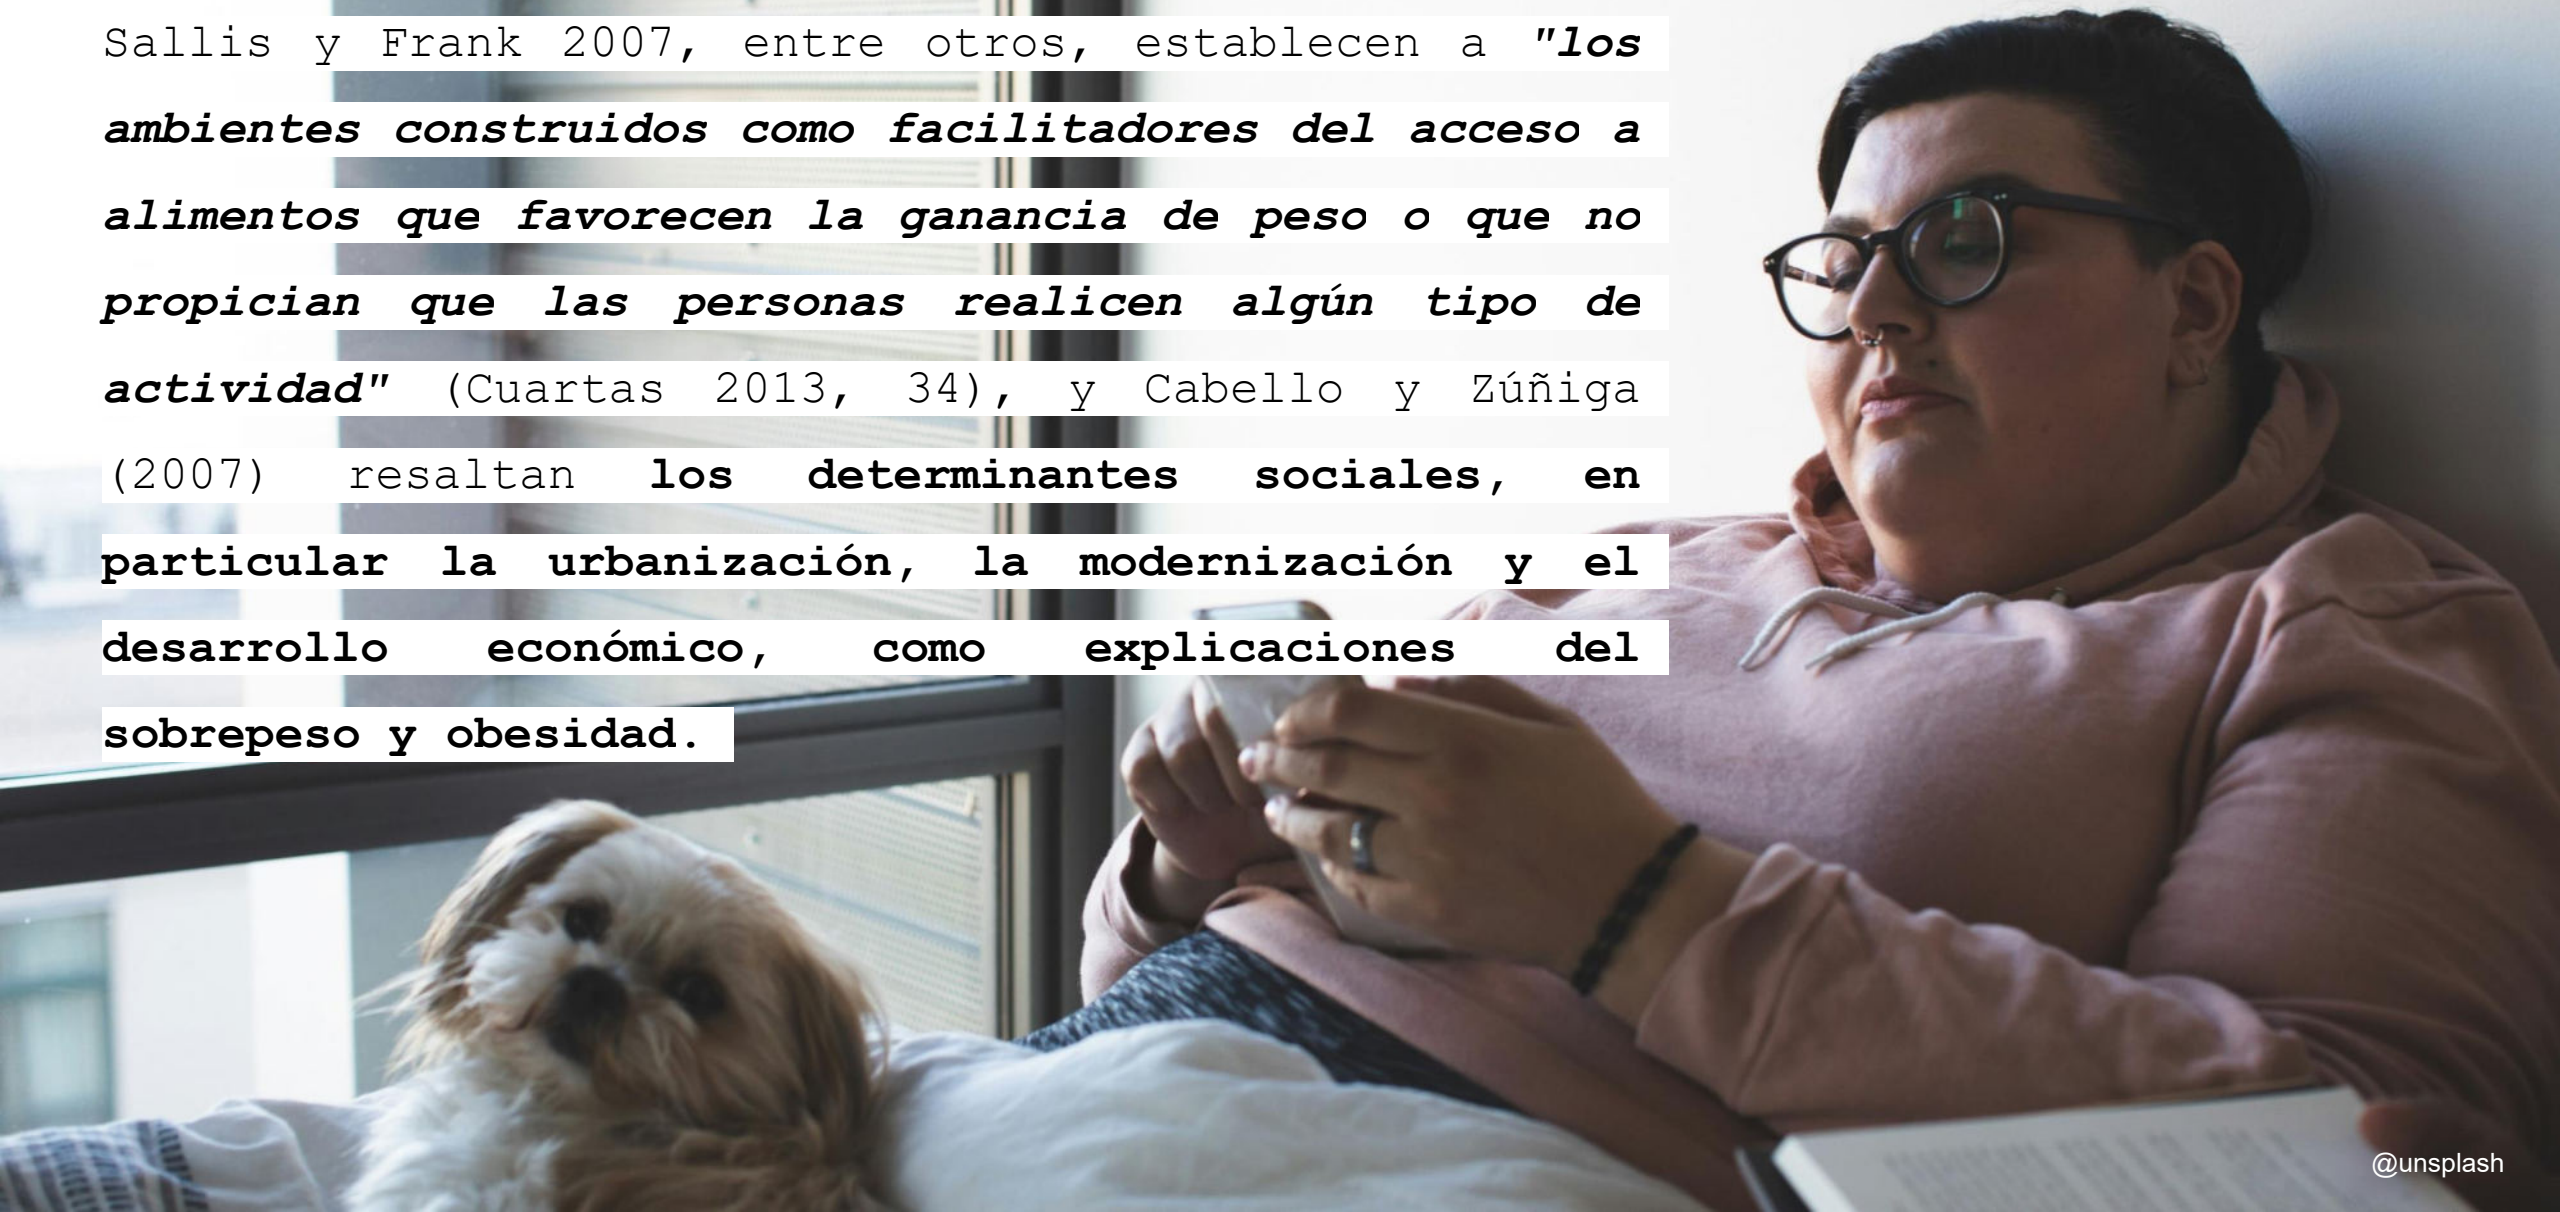 Sallis y Frank 2007, entre otros, establecen a "los
ambientes construidos como facilitadores del acceso a
alimentos que favorecen la ganancia de peso o que no
propician que las personas realicen algún tipo de
actividad" (Cuartas 2013, 34), y Cabello y Zúñiga
(2007) resaltan los determinantes sociales, en
particular la urbanización, la modernización y el
desarrollo económico, como explicaciones del
sobrepeso y obesidad.
@unsplash